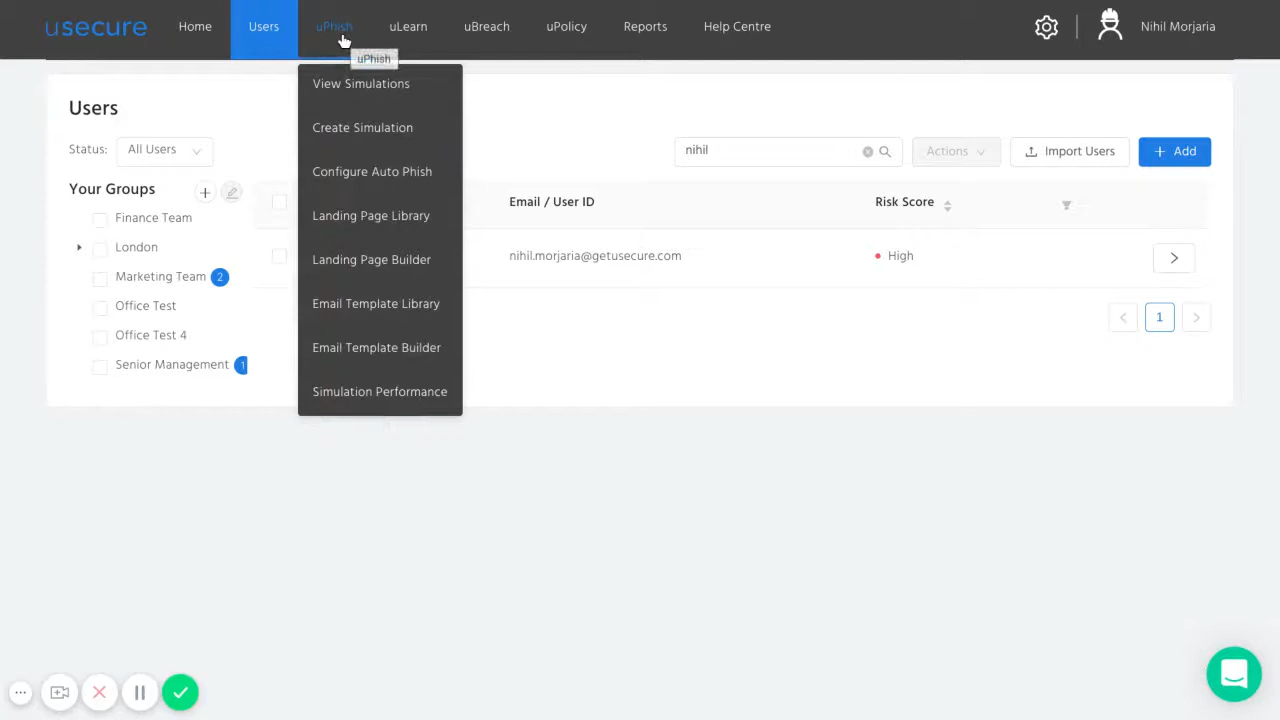 usecure Home Users uPhish uLearn uBreach uPolicy Reports Help Centre Nihil Morjaria
uPhish
View Simulations
Create Simulation
Configure Auto Phish
Landing Page Library
Landing Page Builder
Email Template Library
Email Template Builder
Simulation Performance
Users
Status: All Users
nihil
Actions
Import Users
+ Add
Your Groups
Finance Team
London
Marketing Team 2
Office Test
Office Test 4
Senior Management 1
Email / User ID Risk Score
nihil.morjaria@getusecure.com High
1